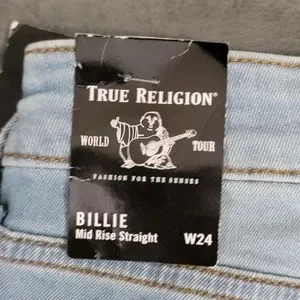 TRUE RELIGION®
WORLD TOUR
FASHION FOR THE SENSES
BILLIE
Mid Rise Straight W24